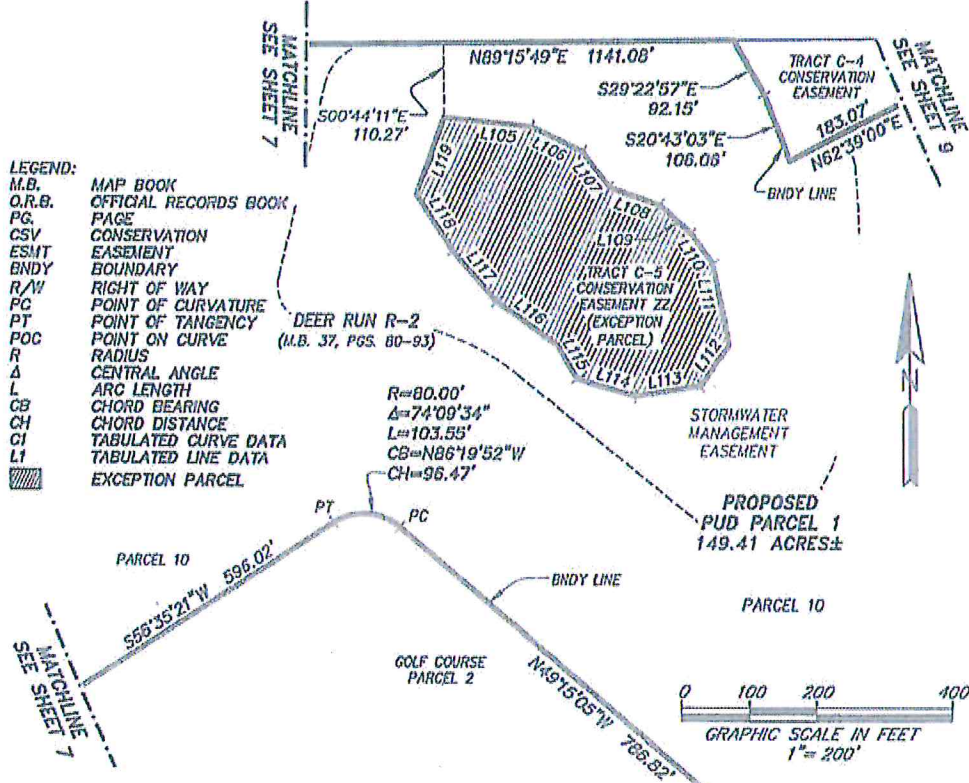 MATCHLINE
SEE SHEET 7
N89°15'49"E 1141.08'
S00°44'11"E
110.27'
S29°22'57"E
92.15'
S20°43'03"E
106.06'
TRACT C-4
CONSERVATION
EASEMENT
183.07'
N62°39'00"E
MATCHLINE
SEE SHEET 9
BNDY LINE
LEGEND:
M.B. MAP BOOK
O.R.B. OFFICIAL RECORDS BOOK
PG. PAGE
CSV CONSERVATION
ESMT EASEMENT
BNDY BOUNDARY
R/W RIGHT OF WAY
PC POINT OF CURVATURE
PT POINT OF TANGENCY
POC POINT ON CURVE
R RADIUS
Δ CENTRAL ANGLE
L ARC LENGTH
CB CHORD BEARING
CH CHORD DISTANCE
C1 TABULATED CURVE DATA
L1 TABULATED LINE DATA
EXCEPTION PARCEL
L105
L106
L107
L108
L109
L110
L111
L112
L113
L114
L115
L116
L117
L118
L119
TRACT C-5
CONSERVATION
EASEMENT ZZ
(EXCEPTION
PARCEL)
DEER RUN R-2
(M.B. 37, PGS. 80-93)
R=80.00'
Δ=74°09'34"
L=103.55'
CB=N86°19'52"W
CH=96.47'
STORMWATER
MANAGEMENT
EASEMENT
N
PROPOSED
PUD PARCEL 1
149.41 ACRES±
PT
PC
PARCEL 10
S56°35'21"W 596.02'
BNDY LINE
PARCEL 10
MATCHLINE
SEE SHEET 7
GOLF COURSE
PARCEL 2
N49°15'05"W 786.82'
0 100 200 400
GRAPHIC SCALE IN FEET
1"= 200'